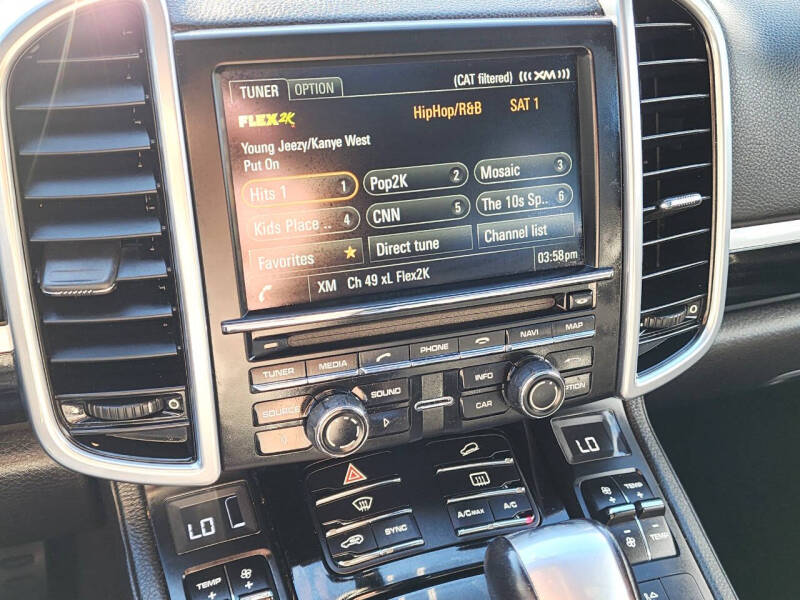 TUNER OPTION (CAT filtered) (((XM)))
FLEX2K HipHop/R&B SAT 1
Young Jeezy/Kanye West
Put On
Hits 1 1 Pop2K 2 Mosaic 3
Kids Place .. 4 CNN 5 The 10s Sp.. 6
Favorites Direct tune Channel list
XM Ch 49 xL Flex2K 03:58pm
TUNER MEDIA PHONE NAVI MAP
SOURCE SOUND INFO
CAR OPTION
LO
TEMP
A/C MAX A/C
SYNC
LO
TEMP